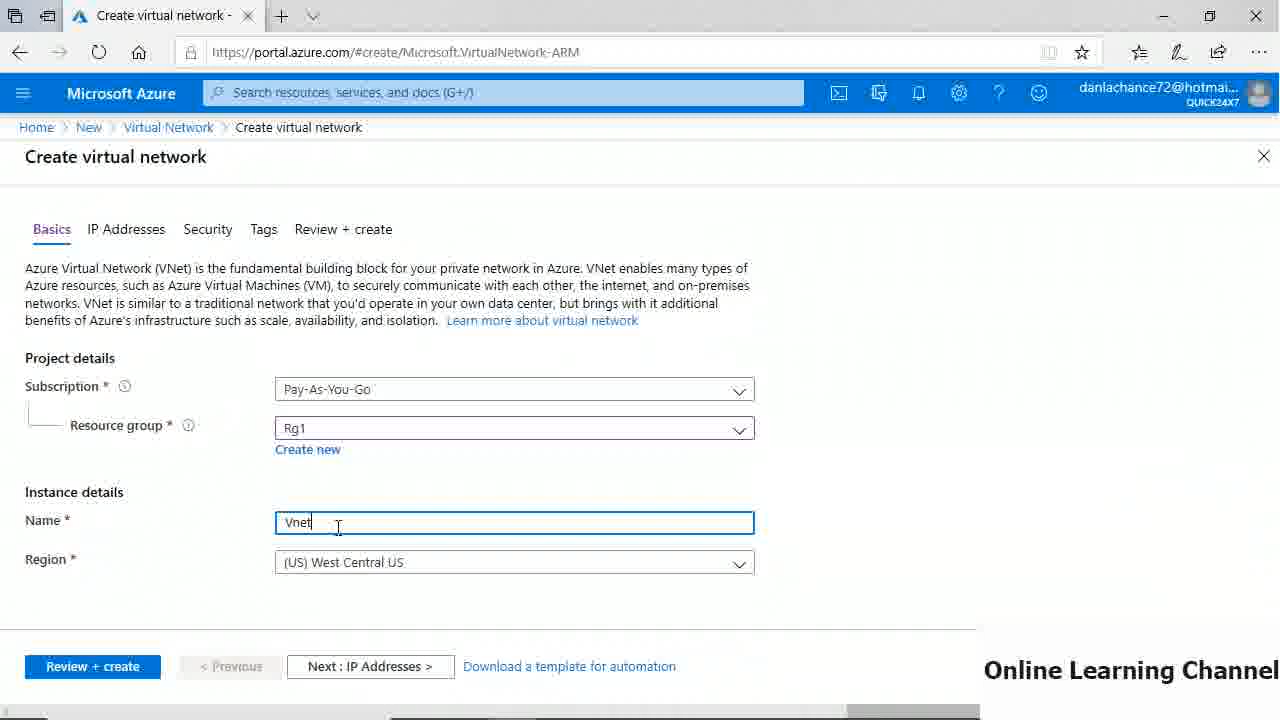 Create virtual network -
https://portal.azure.com/#create/Microsoft.VirtualNetwork-ARM
Microsoft Azure
Search resources, services, and docs (G+/)
danlachance72@hotmai...
QUICK24X7
Home > New > Virtual Network > Create virtual network
Create virtual network
Basics IP Addresses Security Tags Review + create
Azure Virtual Network (VNet) is the fundamental building block for your private network in Azure. VNet enables many types of
Azure resources, such as Azure Virtual Machines (VM), to securely communicate with each other, the internet, and on-premises
networks. VNet is similar to a traditional network that you'd operate in your own data center, but brings with it additional
benefits of Azure's infrastructure such as scale, availability, and isolation. Learn more about virtual network
Project details
Subscription * Pay-As-You-Go
Resource group * Rg1
Create new
Instance details
Name * Vnet
Region * (US) West Central US
Review + create < Previous Next : IP Addresses > Download a template for automation
Online Learning Channel